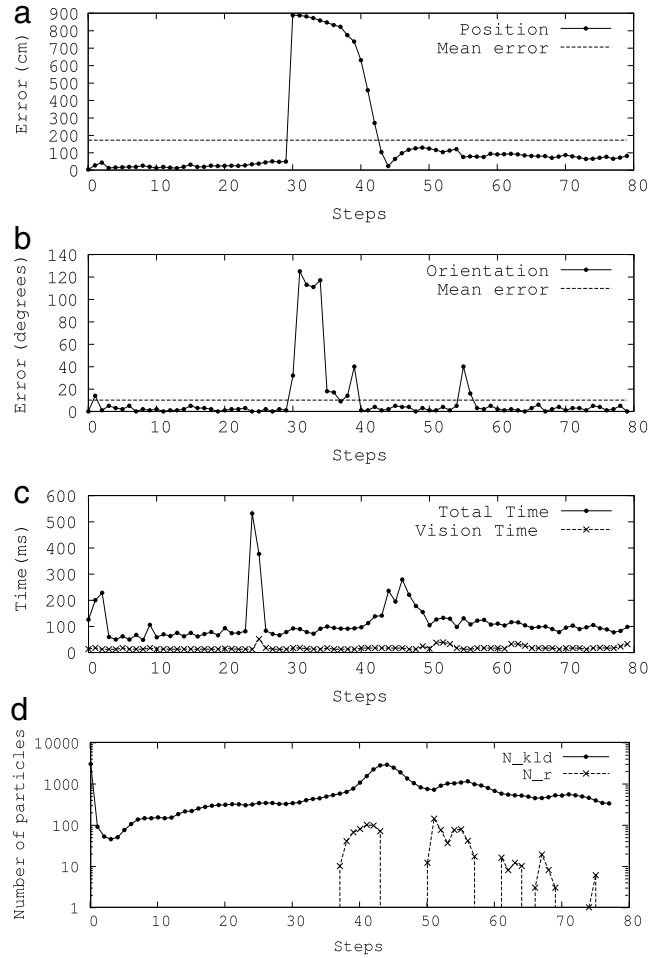 a
900
800
700
600
500
400
300
200
100
0
Error(cm)
Position
Mean error
0 10 20 30 40 50 60 70 80
Steps
b
140
120
100
80
60
40
20
0
Error(degrees)
Orientation
Mean error
0 10 20 30 40 50 60 70 80
Steps
c
600
500
400
300
200
100
0
Time(ms)
Total Time
Vision Time
0 10 20 30 40 50 60 70 80
Steps
d
10000
1000
100
10
1
Number of particles
N_kld
N_r
0 10 20 30 40 50 60 70 80
Steps